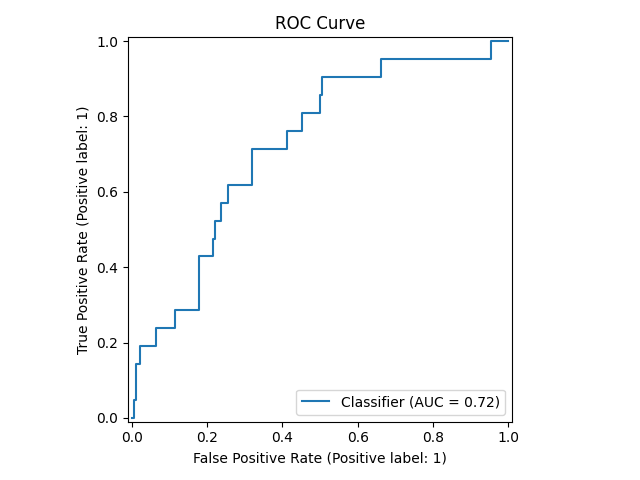 ROC Curve
True Positive Rate (Positive label: 1)
1.0
0.8
0.6
0.4
0.2
0.0
Classifier (AUC = 0.72)
0.0 0.2 0.4 0.6 0.8 1.0
False Positive Rate (Positive label: 1)